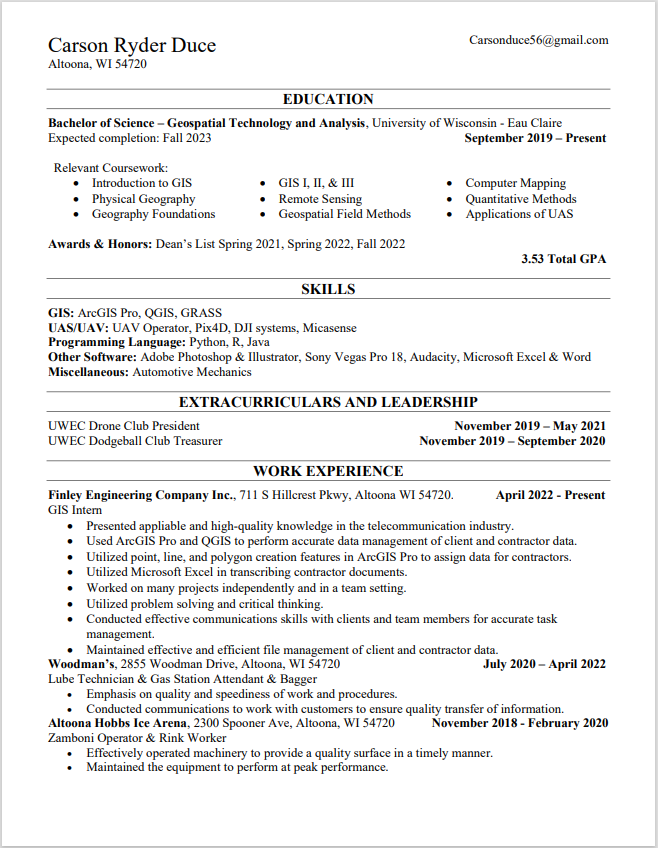 Carson Ryder Duce
Carsonduce56@gmail.com
Altoona, WI 54720
EDUCATION
Bachelor of Science – Geospatial Technology and Analysis, University of Wisconsin - Eau Claire
Expected completion: Fall 2023 September 2019 – Present
Relevant Coursework:
• Introduction to GIS • GIS I, II, & III • Computer Mapping
• Physical Geography • Remote Sensing • Quantitative Methods
• Geography Foundations • Geospatial Field Methods • Applications of UAS
Awards & Honors: Dean's List Spring 2021, Spring 2022, Fall 2022
3.53 Total GPA
SKILLS
GIS: ArcGIS Pro, QGIS, GRASS
UAS/UAV: UAV Operator, Pix4D, DJI systems, Micasense
Programming Language: Python, R, Java
Other Software: Adobe Photoshop & Illustrator, Sony Vegas Pro 18, Audacity, Microsoft Excel & Word
Miscellaneous: Automotive Mechanics
EXTRACURRICULARS AND LEADERSHIP
UWEC Drone Club President November 2019 – May 2021
UWEC Dodgeball Club Treasurer November 2019 – September 2020
WORK EXPERIENCE
Finley Engineering Company Inc., 711 S Hillcrest Pkwy, Altoona WI 54720. April 2022 - Present
GIS Intern
• Presented appliable and high-quality knowledge in the telecommunication industry.
• Used ArcGIS Pro and QGIS to perform accurate data management of client and contractor data.
• Utilized point, line, and polygon creation features in ArcGIS Pro to assign data for contractors.
• Utilized Microsoft Excel in transcribing contractor documents.
• Worked on many projects independently and in a team setting.
• Utilized problem solving and critical thinking.
• Conducted effective communications skills with clients and team members for accurate task
management.
• Maintained effective and efficient file management of client and contractor data.
Woodman's, 2855 Woodman Drive, Altoona, WI 54720 July 2020 – April 2022
Lube Technician & Gas Station Attendant & Bagger
• Emphasis on quality and speediness of work and procedures.
• Conducted communications to work with customers to ensure quality transfer of information.
Altoona Hobbs Ice Arena, 2300 Spooner Ave, Altoona, WI 54720 November 2018 - February 2020
Zamboni Operator & Rink Worker
• Effectively operated machinery to provide a quality surface in a timely manner.
• Maintained the equipment to perform at peak performance.